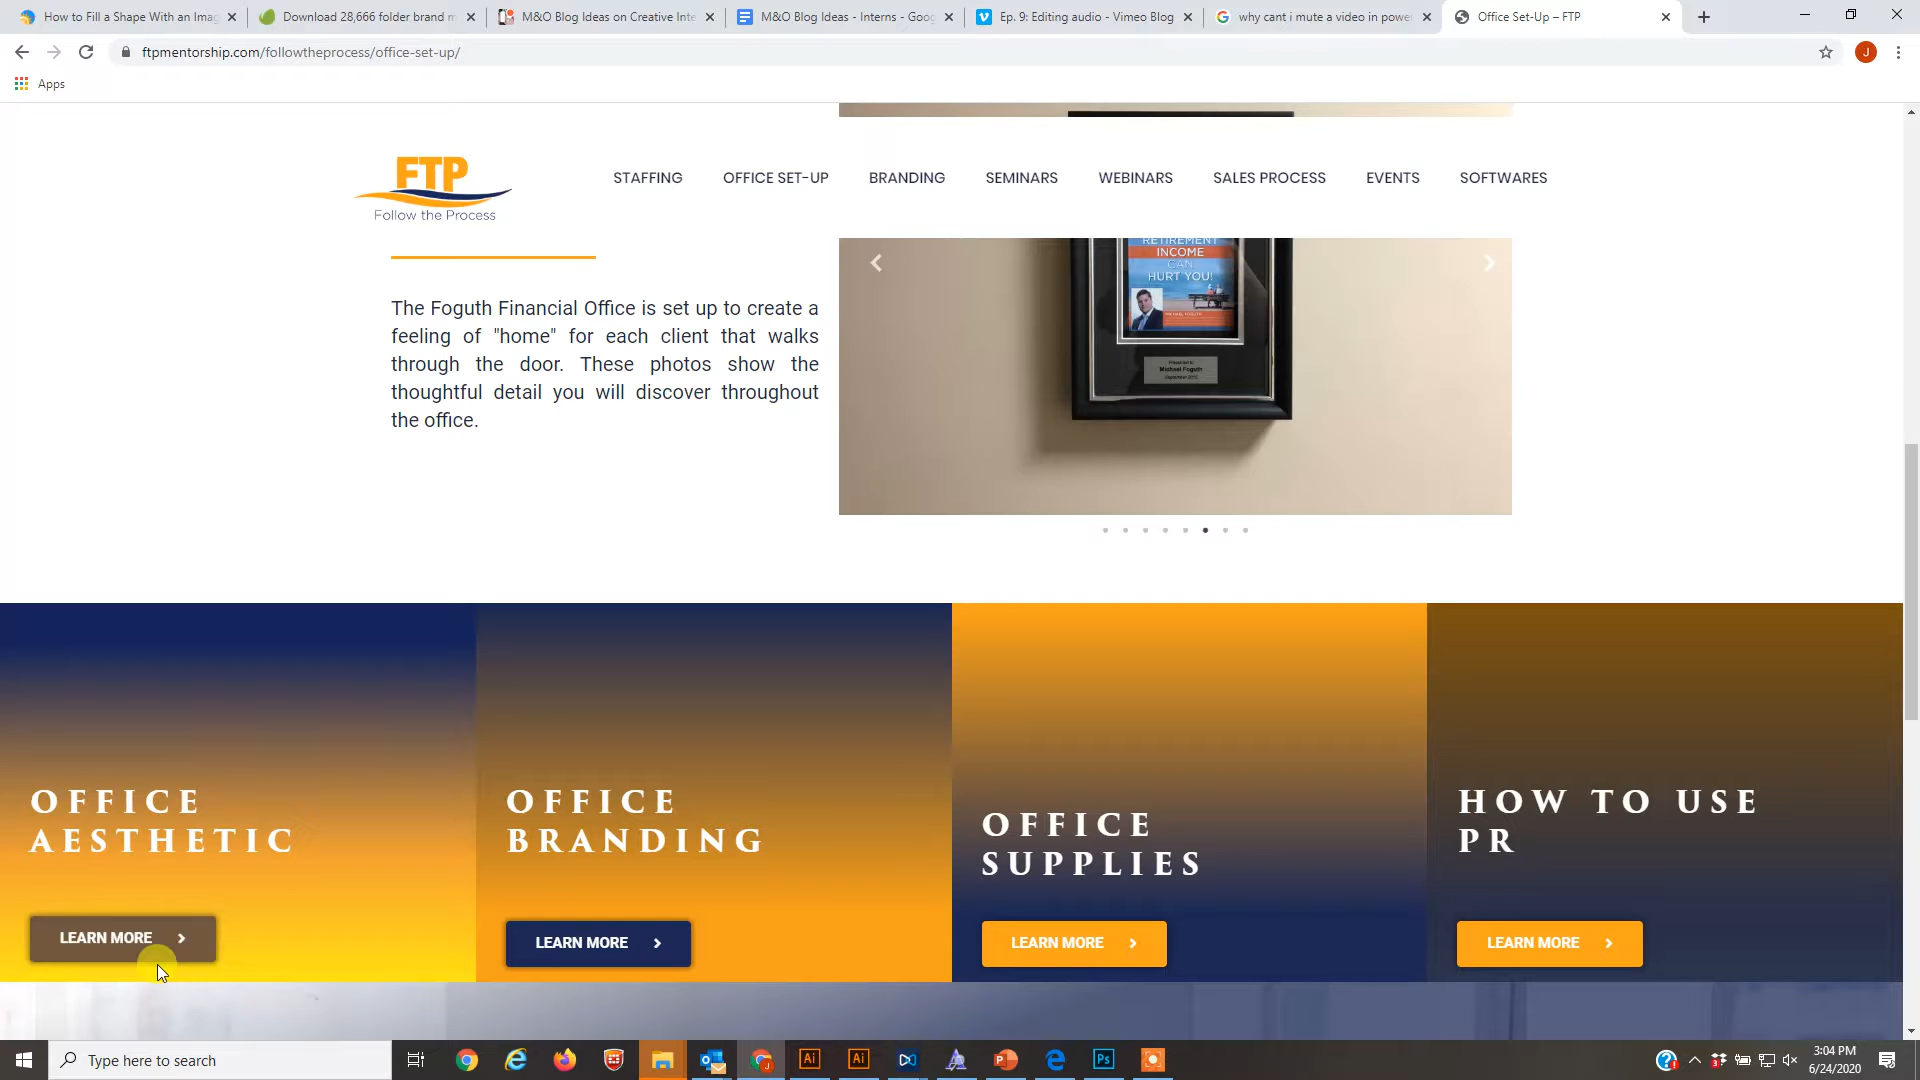 How to Fill a Shape With an Imag
Download 28,666 folder brand m
M&O Blog Ideas on Creative Inte
M&O Blog Ideas - Interns - Goog
Ep. 9: Editing audio - Vimeo Blog
why cant i mute a video in powe
Office Set-Up – FTP
ftpmentorship.com/followtheprocess/office-set-up/
J
Apps
FTP
Follow the Process
STAFFING
OFFICE SET-UP
BRANDING
SEMINARS
WEBINARS
SALES PROCESS
EVENTS
SOFTWARES
RETIREMENT
INCOME
CAN
HURT YOU!
MICHAEL FOGUTH
Michael Foguth
The Foguth Financial Office is set up to create a
feeling of "home" for each client that walks
through the door. These photos show the
thoughtful detail you will discover throughout
the office.
OFFICE
AESTHETIC
LEARN MORE
OFFICE
BRANDING
LEARN MORE
OFFICE
SUPPLIES
LEARN MORE
HOW TO USE
PR
LEARN MORE
Type here to search
3:04 PM
6/24/2020